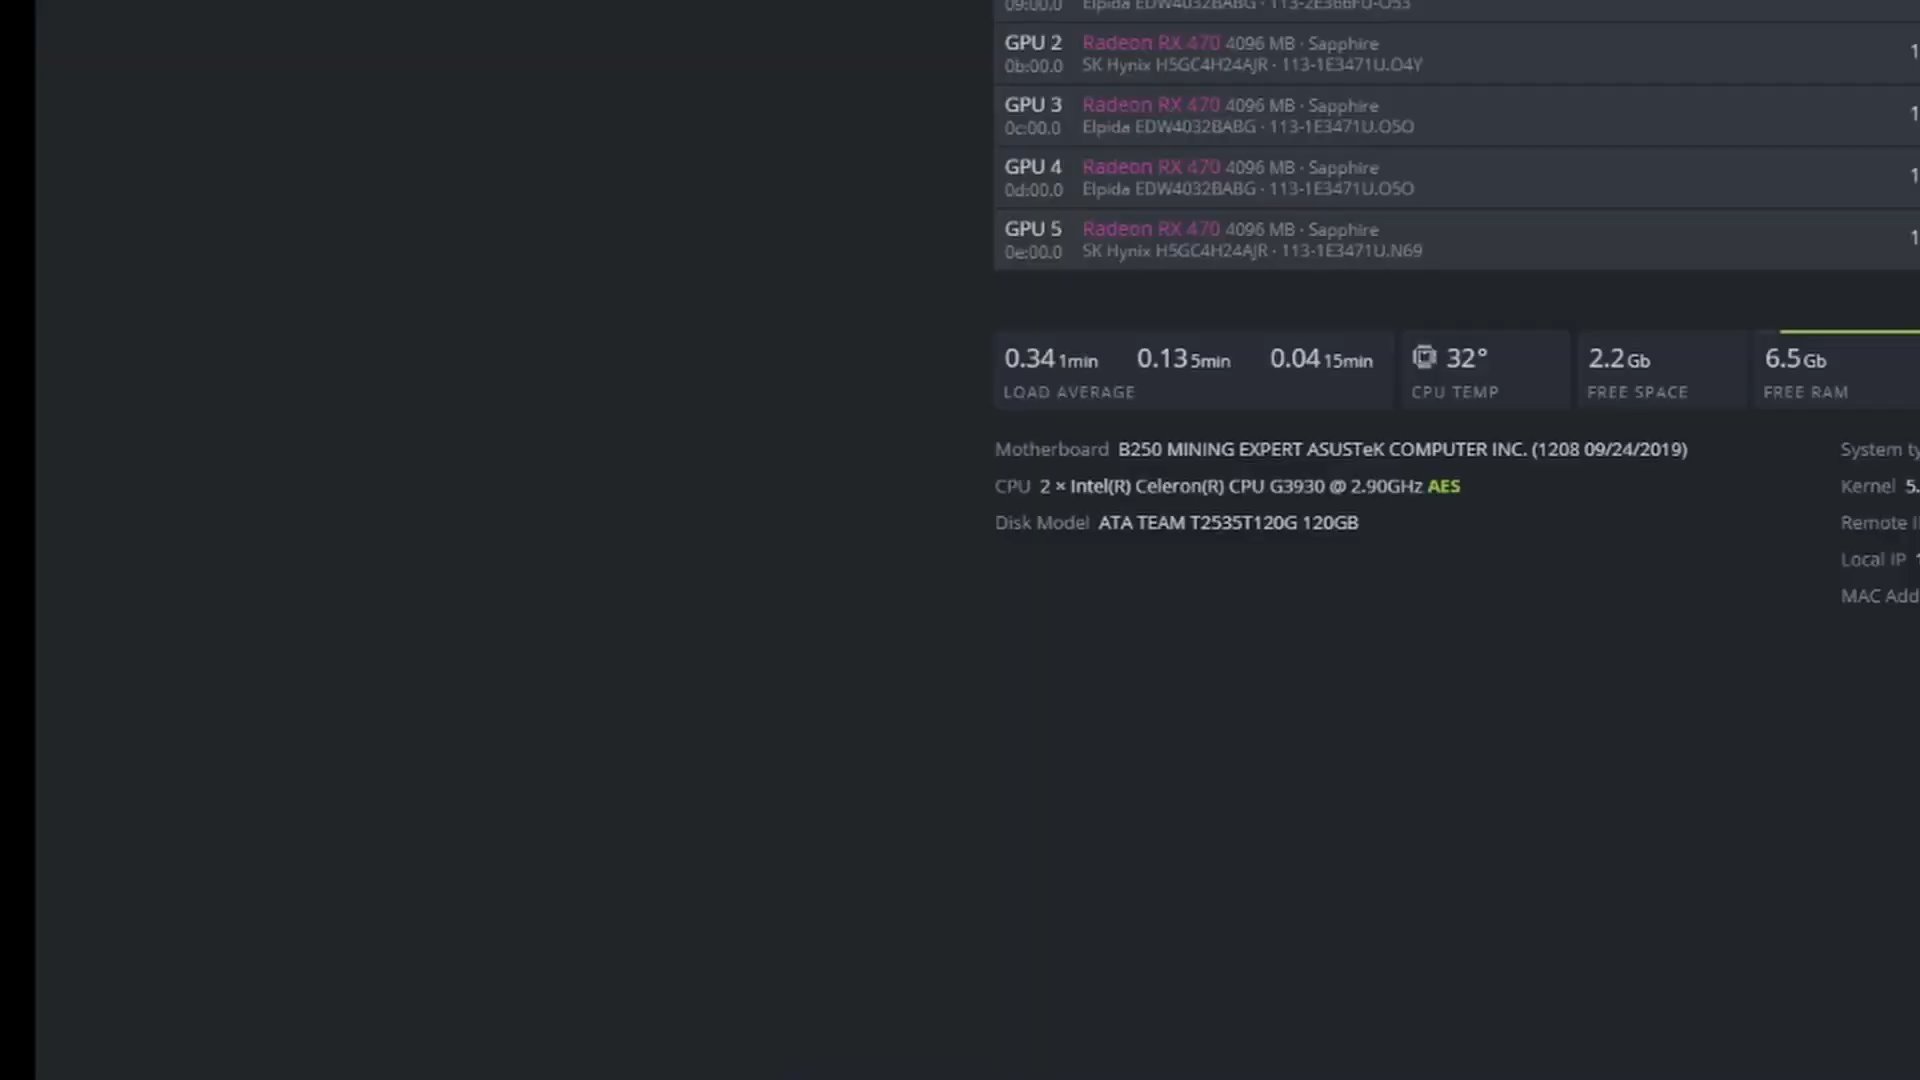 GPU 2 Radeon RX 470 4096 MB · Sapphire
0b:00.0 SK Hynix H5GC4H24AJR · 113-1E3471U.O4Y
GPU 3 Radeon RX 470 4096 MB · Sapphire
0c:00.0 Elpida EDW4032BABG · 113-1E3471U.O5O
GPU 4 Radeon RX 470 4096 MB · Sapphire
0d:00.0 Elpida EDW4032BABG · 113-1E3471U.O5O
GPU 5 Radeon RX 470 4096 MB · Sapphire
0e:00.0 SK Hynix H5GC4H24AJR · 113-1E3471U.N69
0.34 1min 0.13 5min 0.04 15min 32° 2.2 Gb 6.5 Gb
LOAD AVERAGE CPU TEMP FREE SPACE FREE RAM
Motherboard B250 MINING EXPERT ASUSTeK COMPUTER INC. (1208 09/24/2019) System ty
CPU 2 × Intel(R) Celeron(R) CPU G3930 @ 2.90GHz AES Kernel 5.
Disk Model ATA TEAM T2535T120G 120GB Remote I
Local IP
MAC Add